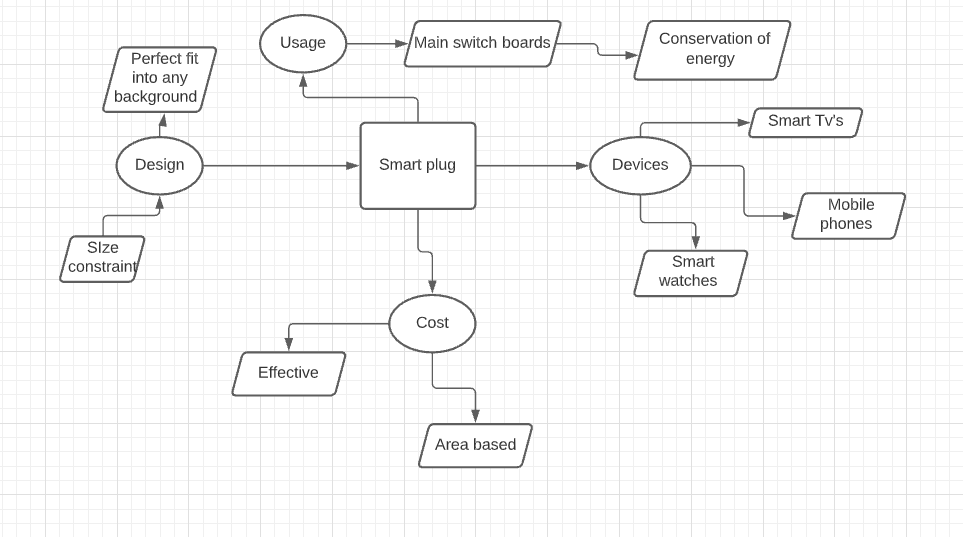 Usage
Main switch boards
Conservation of
energy
Perfect fit
into any
background
Smart Tv's
Design
Smart plug
Devices
Mobile
phones
SIze
constraint
Smart
watches
Cost
Effective
Area based